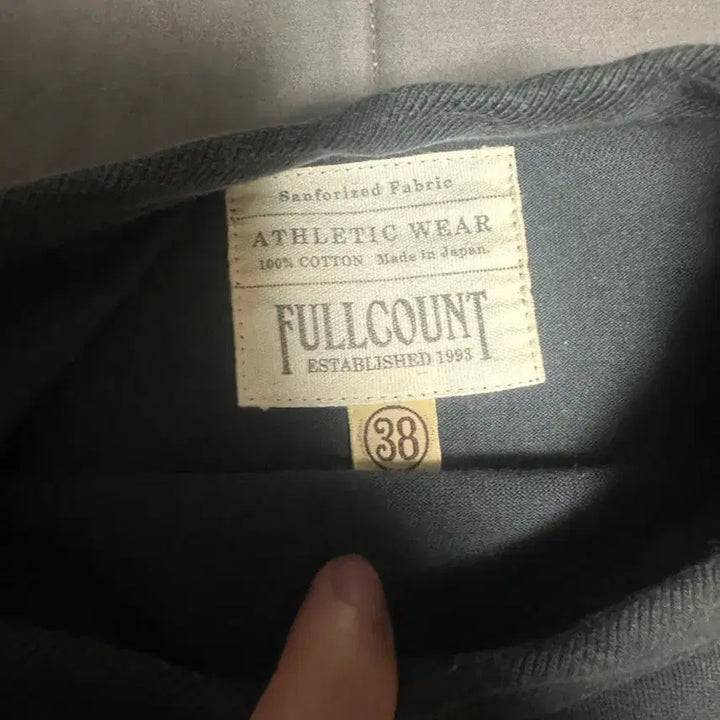 Sanforized Fabric
ATHLETIC WEAR
100% COTTON Made in Japan.
FULLCOUNT
ESTABLISHED 1993
38